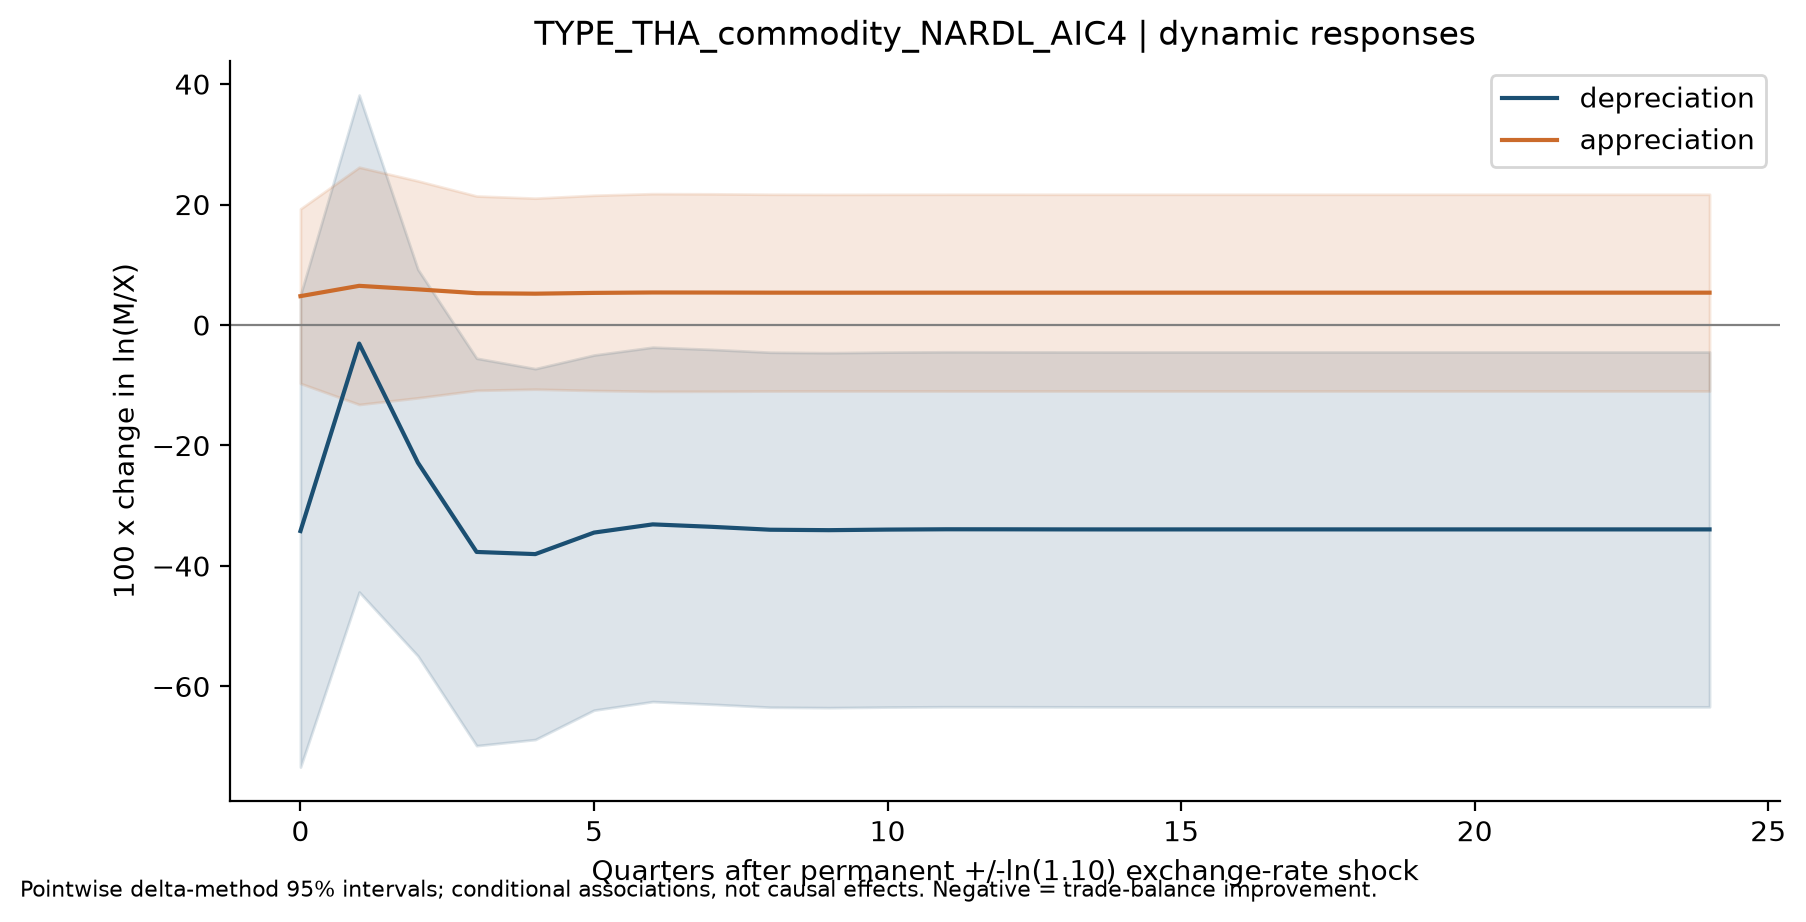 TYPE_THA_commodity_NARDL_AIC4 | dynamic responses
depreciation
appreciation
100 x change in ln(M/X)
40
20
0
−20
−40
−60
0
5
10
15
20
25
Quarters after permanent +/-ln(1.10) exchange-rate shock
Pointwise delta-method 95% intervals; conditional associations, not causal effects. Negative = trade-balance improvement.